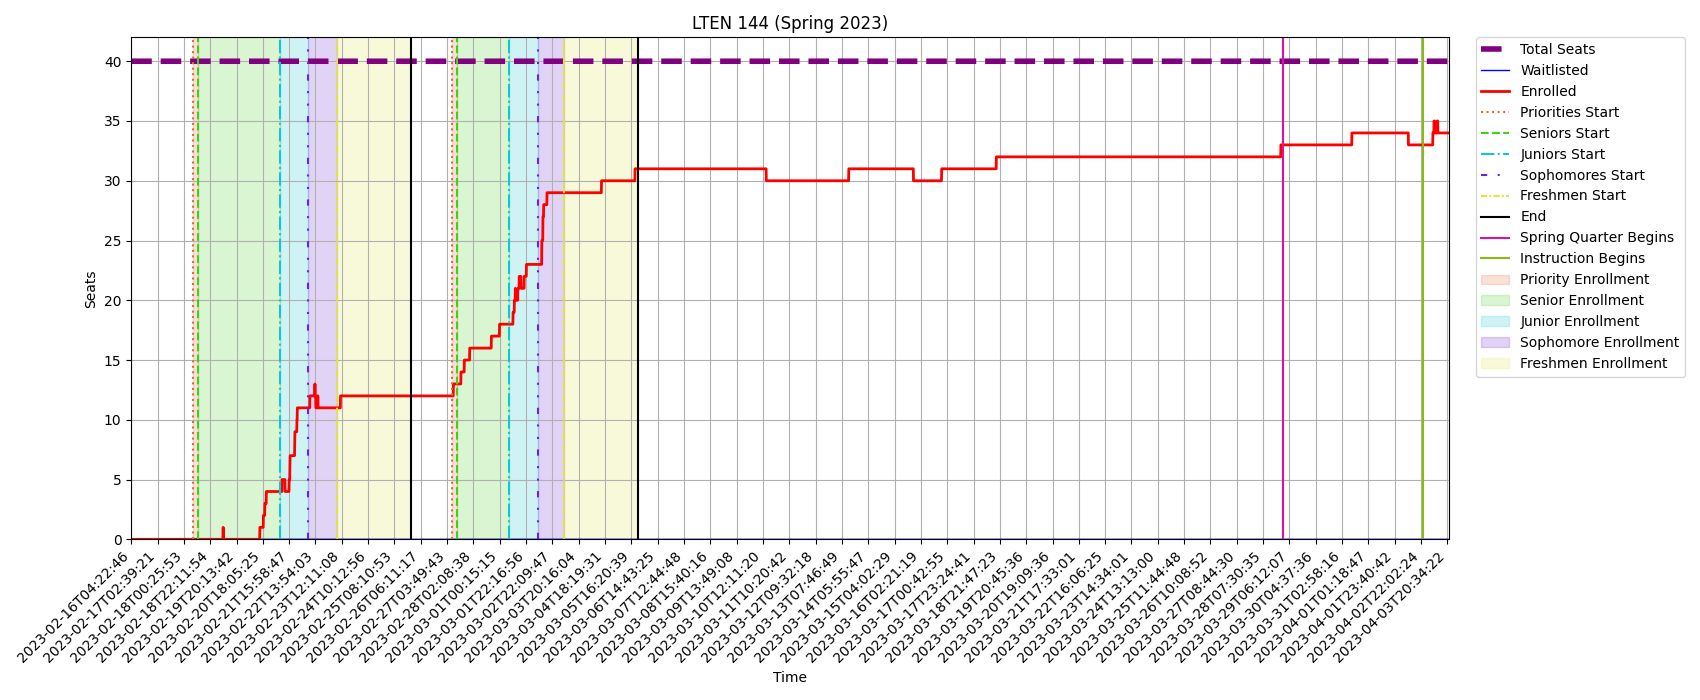 LTEN 144 (Spring 2023)
Seats
40
35
30
25
20
15
10
5
0
2023-02-16T04:22:46
2023-02-17T02:39:21
2023-02-18T00:25:53
2023-02-18T22:11:54
2023-02-19T20:13:42
2023-02-20T18:05:25
2023-02-21T15:58:47
2023-02-22T13:54:03
2023-02-23T12:11:08
2023-02-24T10:12:56
2023-02-25T08:10:53
2023-02-26T06:11:17
2023-02-27T03:49:43
2023-02-28T02:08:38
2023-03-01T00:15:15
2023-03-01T22:16:56
2023-03-02T22:09:47
2023-03-03T20:16:04
2023-03-04T18:19:31
2023-03-05T16:20:39
2023-03-06T14:43:25
2023-03-07T12:44:48
2023-03-08T15:40:16
2023-03-09T13:49:08
2023-03-10T12:11:20
2023-03-11T10:20:42
2023-03-12T09:32:18
2023-03-13T07:46:49
2023-03-14T05:55:47
2023-03-15T04:02:29
2023-03-16T02:21:19
2023-03-17T00:42:55
2023-03-17T23:24:41
2023-03-18T21:47:23
2023-03-19T20:45:36
2023-03-20T19:09:36
2023-03-21T17:33:01
2023-03-22T16:06:25
2023-03-23T14:34:01
2023-03-24T13:13:00
2023-03-25T11:44:48
2023-03-26T10:08:52
2023-03-27T08:44:30
2023-03-28T07:30:35
2023-03-29T06:12:07
2023-03-30T04:37:36
2023-03-31T02:58:16
2023-04-01T01:18:47
2023-04-01T23:40:42
2023-04-02T22:02:24
2023-04-03T20:34:22
Time
Total Seats
Waitlisted
Enrolled
Priorities Start
Seniors Start
Juniors Start
Sophomores Start
Freshmen Start
End
Spring Quarter Begins
Instruction Begins
Priority Enrollment
Senior Enrollment
Junior Enrollment
Sophomore Enrollment
Freshmen Enrollment